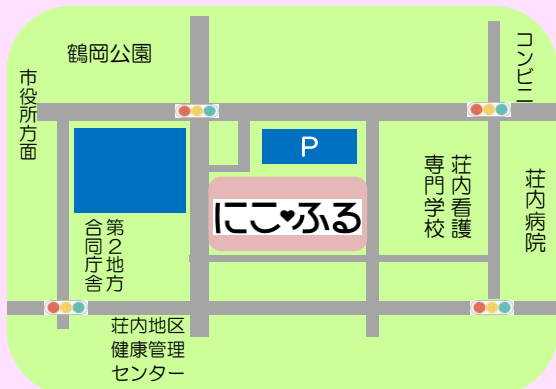 鶴岡公園
コンビニ
市役所方面
P
にこ♥ふる
荘内看護
専門学校
荘内病院
第2地方
合同庁舎
荘内地区
健康管理
センター